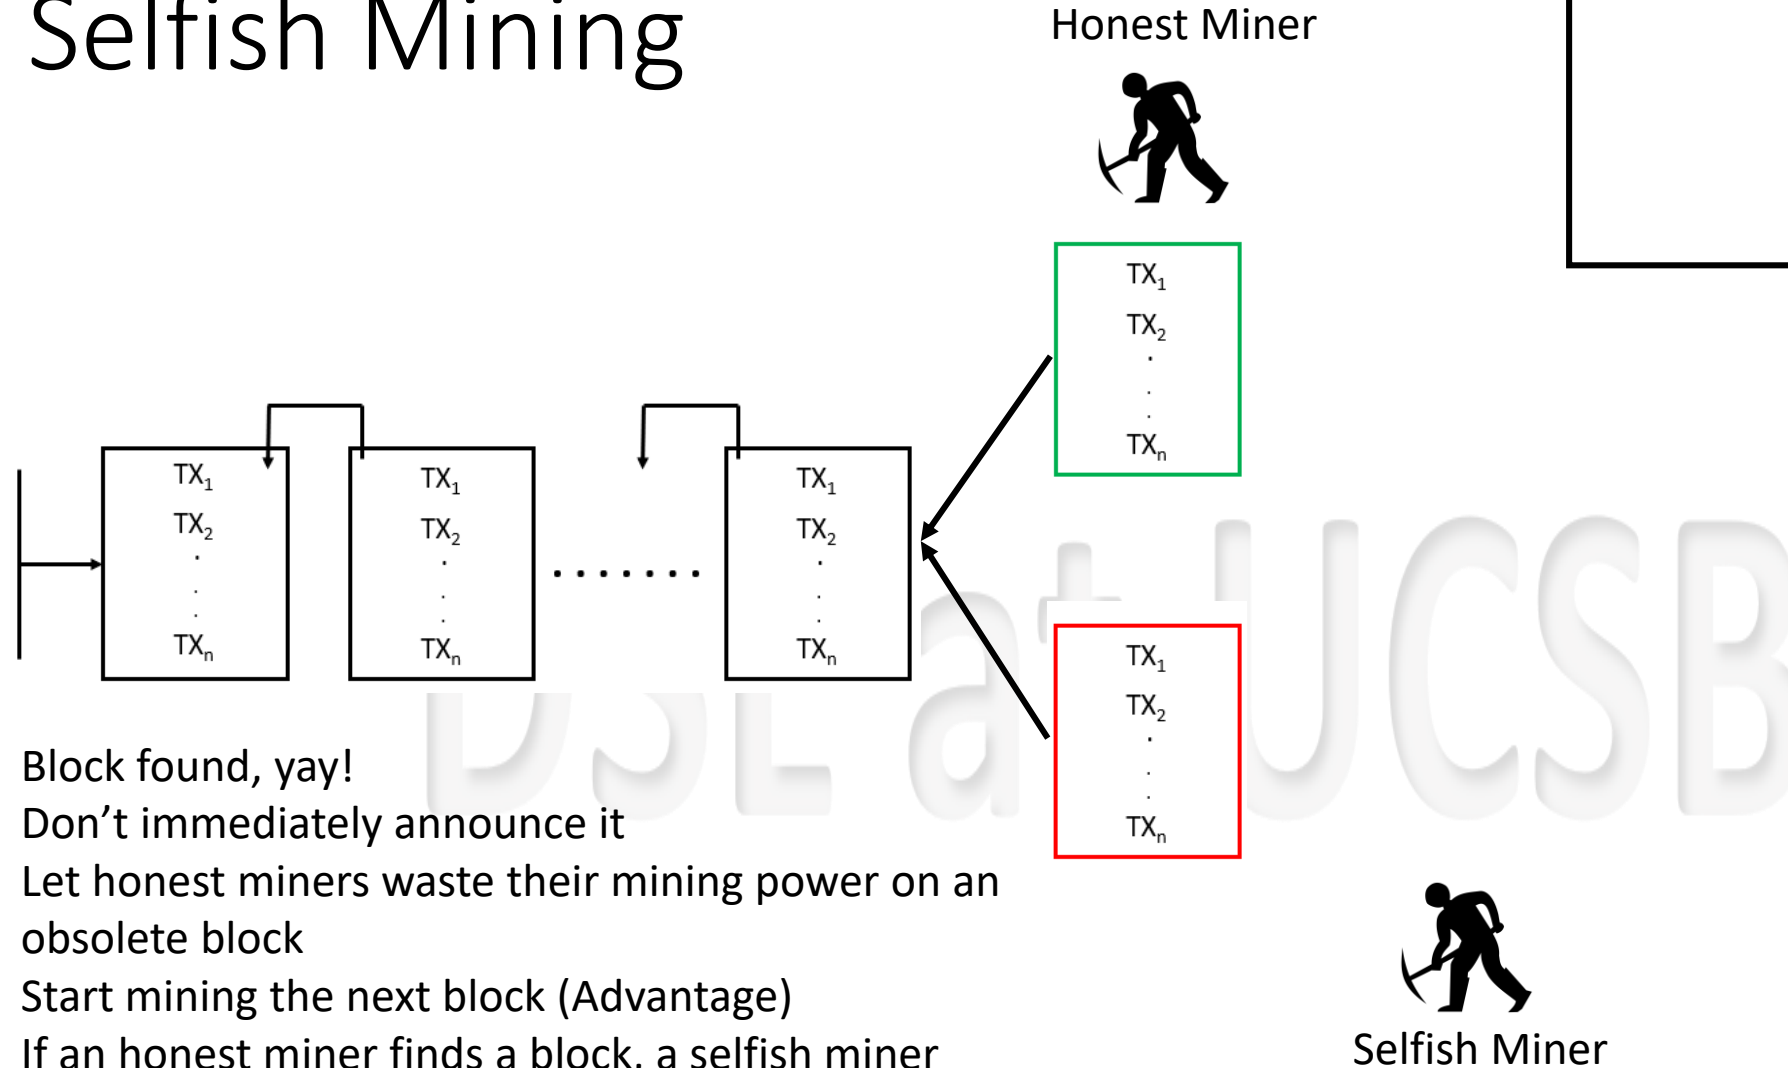 Selfish Mining
Honest Miner
TX1
TX2
.
.
.
TXn
TX1
TX2
.
.
.
TXn
TX1
TX2
.
.
.
TXn
.......
TX1
TX2
.
.
.
TXn
TX1
TX2
.
.
.
TXn
DSL at UCSB
Block found, yay!
Don’t immediately announce it
Let honest miners waste their mining power on an
obsolete block
Start mining the next block (Advantage)
If an honest miner finds a block, a selfish miner
Selfish Miner